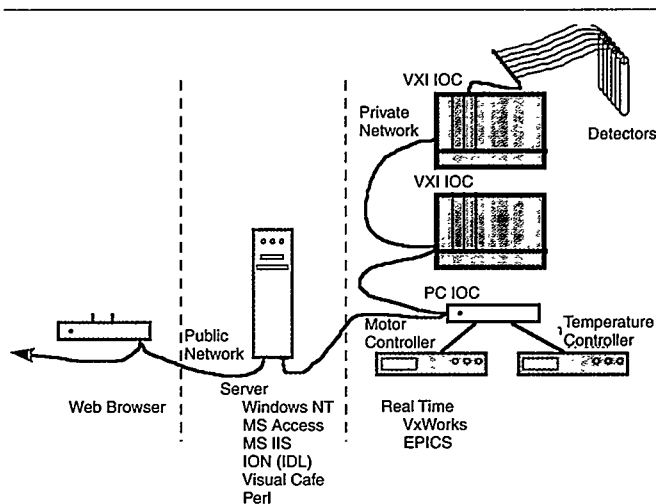 VXI IOC
Private
Network
Detectors
VXI IOC
PC IOC
Motor
Controller
Temperature
Controller
Public
Network
Web Browser
Server
Windows NT
MS Access
MS IIS
ION (IDL)
Visual Cafe
Perl
Real Time
VxWorks
EPICS